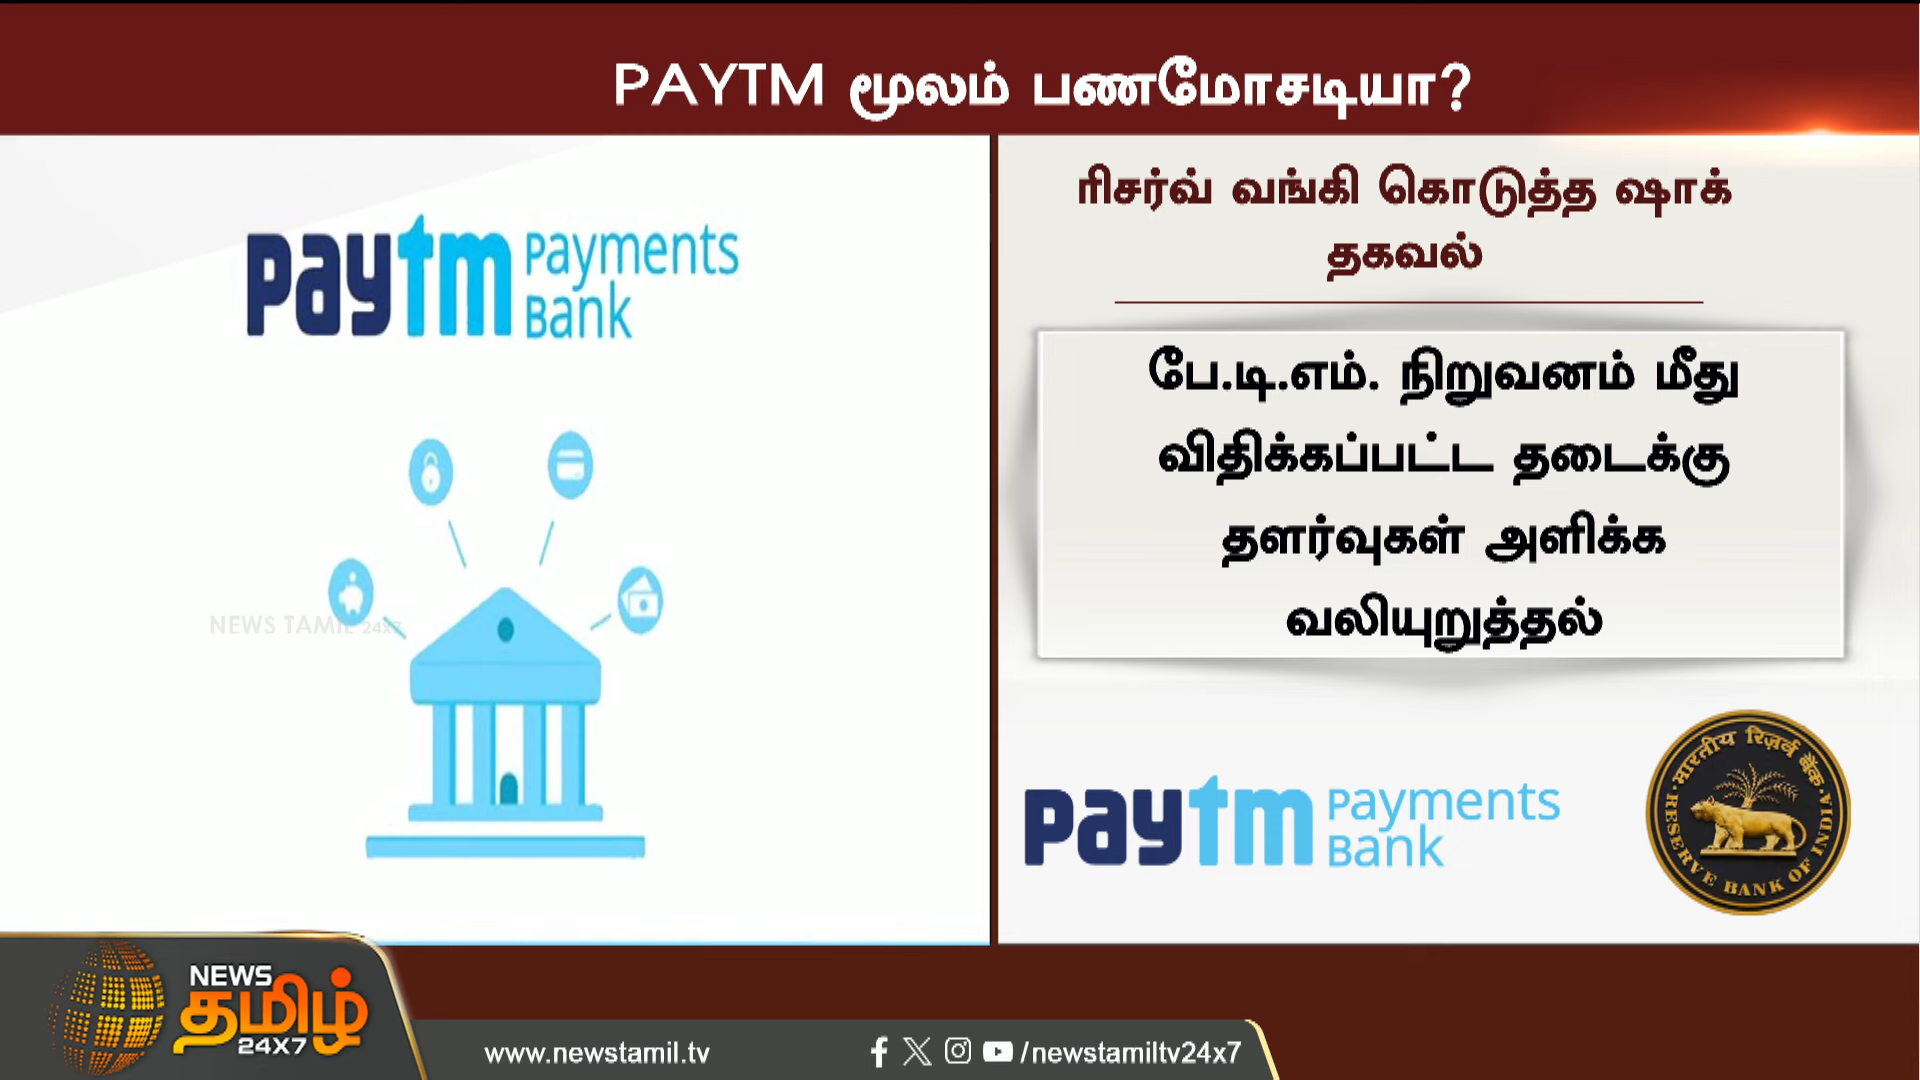 PAYTM மூலம் பணமோசடியா?
paytm Payments
Bank
NEWS TAMIL 24x7
ரிசர்வ் வங்கி கொடுத்த ஷாக்
தகவல்
பே.டி.எம். நிறுவனம் மீது
விதிக்கப்பட்ட தடைக்கு
தளர்வுகள் அளிக்க
வலியுறுத்தல்
paytm Payments
Bank
भारतीय रिज़र्व बैंक
RESERVE BANK OF INDIA
NEWS
தமிழ்
24X7
www.newstamil.tv
/newstamiltv24x7